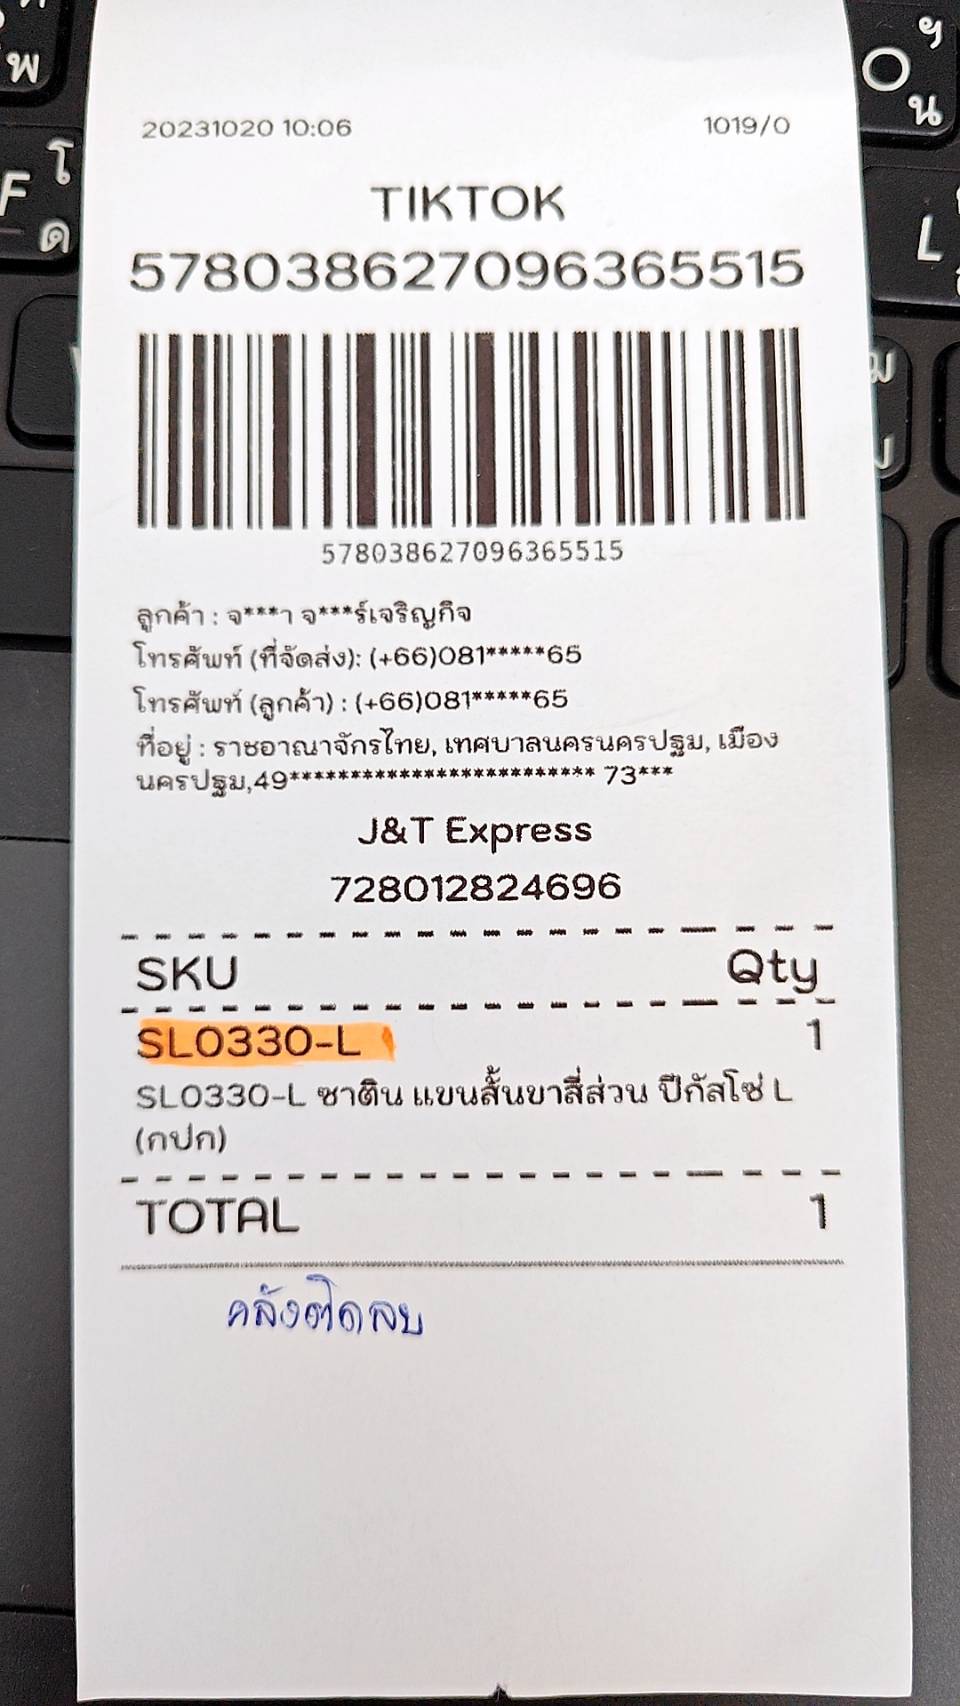 20231020 10:06 1019/0
TIKTOK
578038627096365515
578038627096365515
ลูกค้า : จ***า จ***ร์เจริญกิจ
โทรศัพท์ (ที่จัดส่ง): (+66)081*****65
โทรศัพท์ (ลูกค้า) : (+66)081*****65
ที่อยู่ : ราชอาณาจักรไทย, เทศบาลนครนครปฐม, เมือง
นครปฐม,49************************* 73***
J&T Express
728012824696
SKU Qty
SL0330-L 1
SL0330-L ซาติน แขนสั้นขาสี่ส่วน ปีกัสโซ่ L
(กปก)
TOTAL 1
คลังติดลบ
พ
F โ
ด
O ฯ
น
L
ม